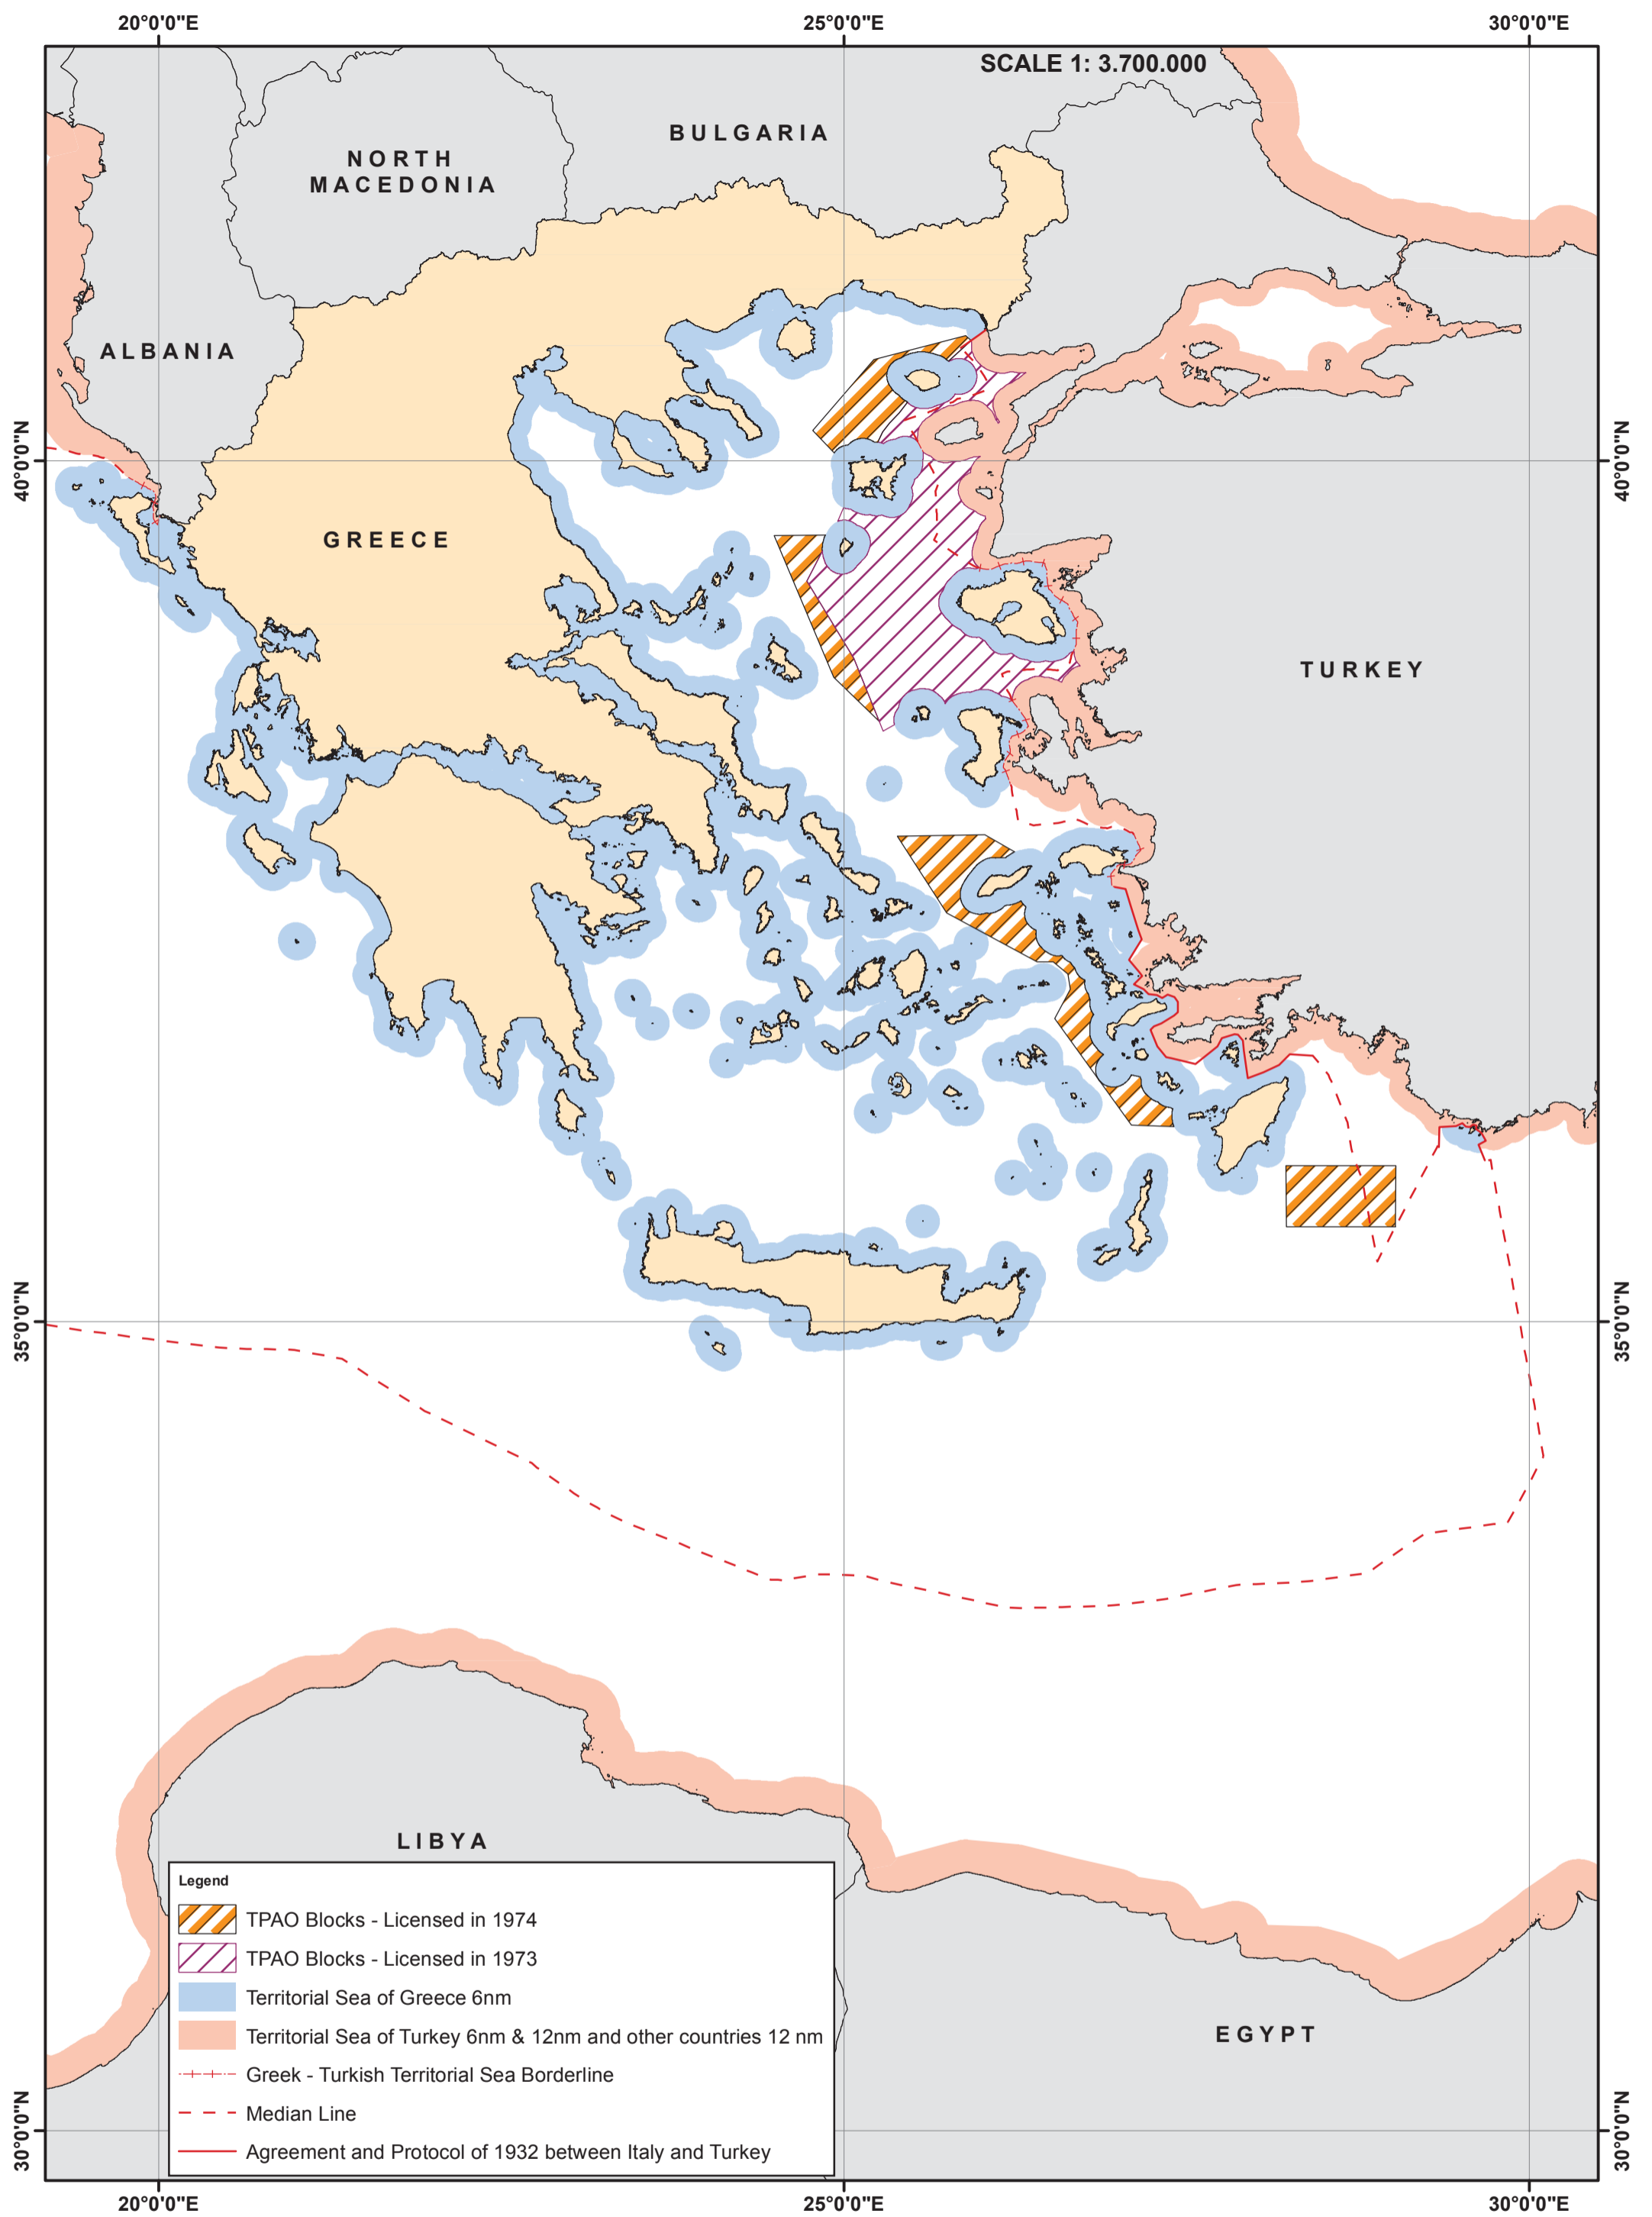 20°0'0"E 25°0'0"E 30°0'0"E
SCALE 1: 3.700.000
BULGARIA
NORTH
MACEDONIA
ALBANIA
40°0'0"N 40°0'0"N
GREECE
TURKEY
35°0'0"N 35°0'0"N
LIBYA
Legend
TPAO Blocks - Licensed in 1974
TPAO Blocks - Licensed in 1973
Territorial Sea of Greece 6nm
Territorial Sea of Turkey 6nm & 12nm and other countries 12 nm
EGYPT
Greek - Turkish Territorial Sea Borderline
Median Line
Agreement and Protocol of 1932 between Italy and Turkey
30°0'0"N 30°0'0"N
20°0'0"E 25°0'0"E 30°0'0"E